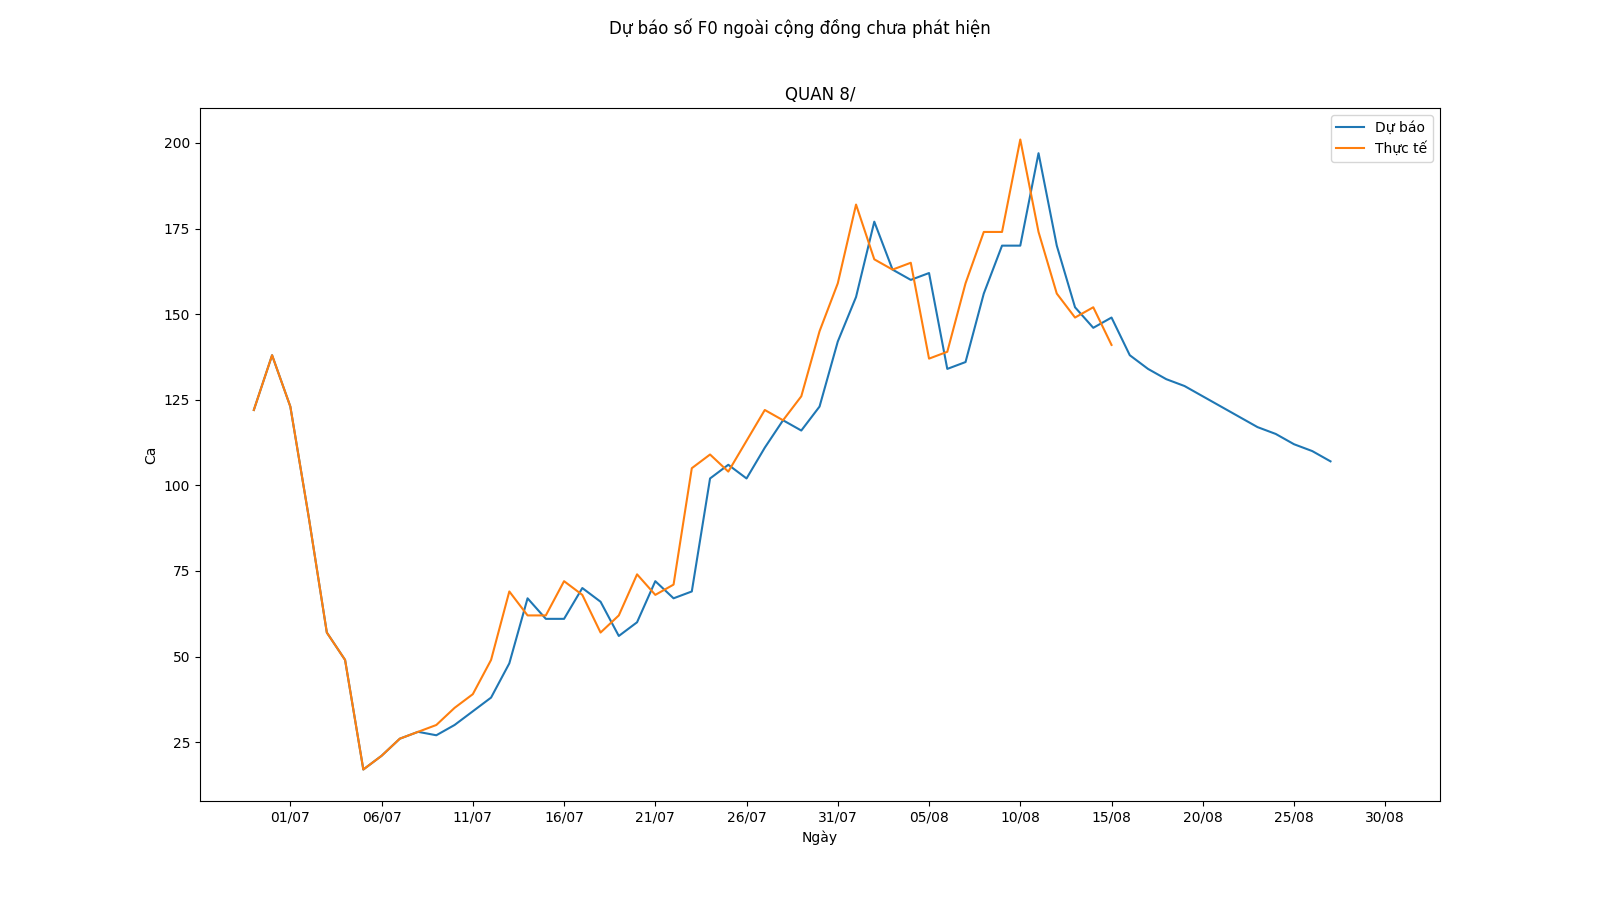 Dự báo số F0 ngoài cộng đồng chưa phát hiện
QUAN 8/
Dự báo
Thực tế
200
175
150
125
100
75
50
25
Ca
01/07 06/07 11/07 16/07 21/07 26/07 31/07 05/08 10/08 15/08 20/08 25/08 30/08
Ngày